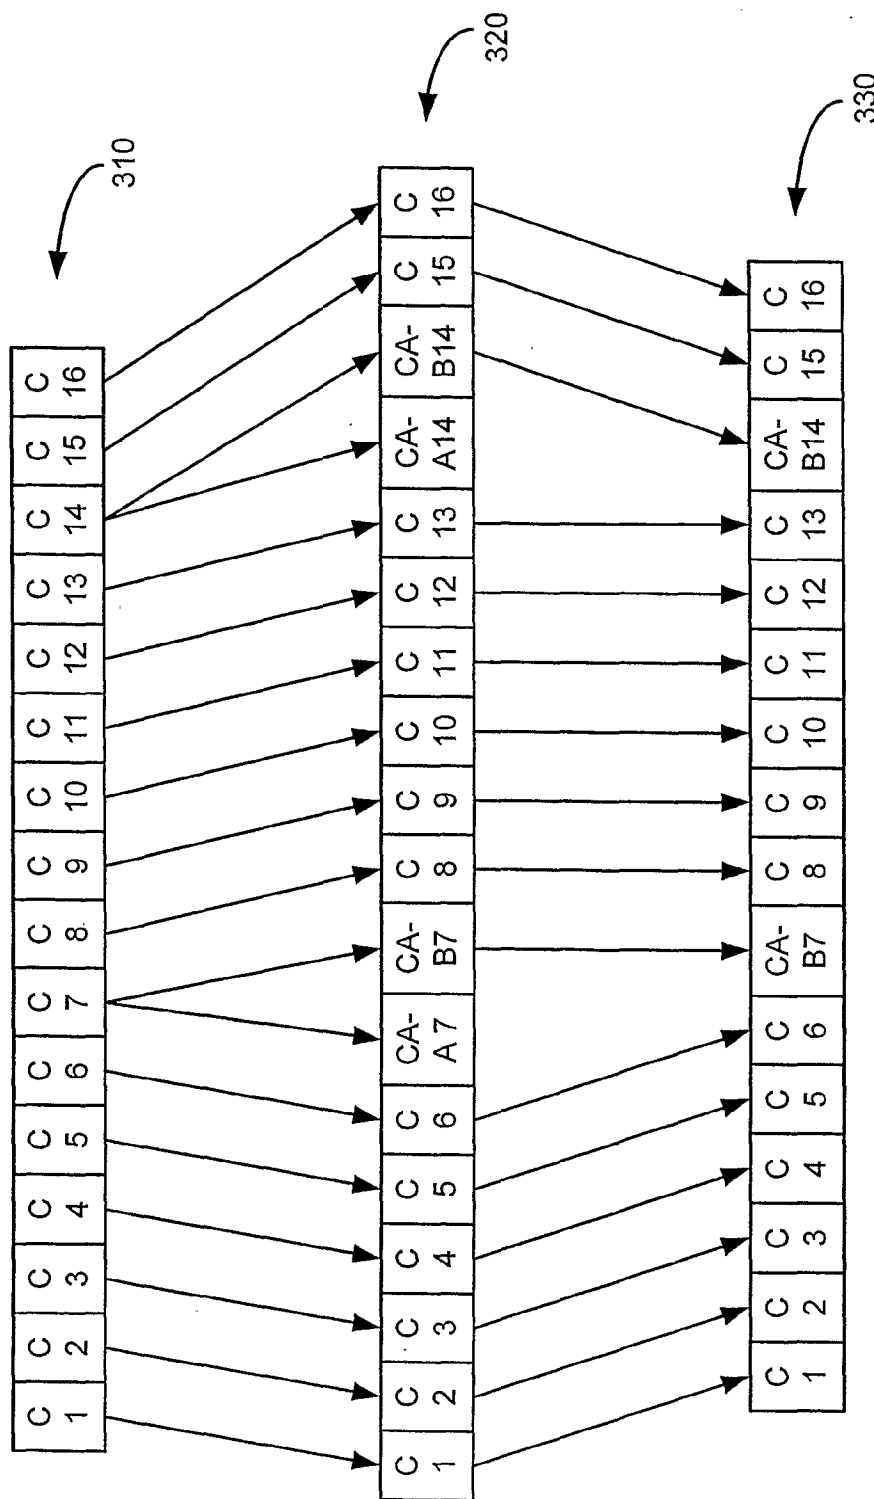 310
C 1 C 2 C 3 C 4 C 5 C 6 C 7 C 8 C 9 C 10 C 11 C 12 C 13 C 14 C 15 C 16
320
C 1 C 2 C 3 C 4 C 5 C 6 CA-A7 CA-B7 C 8 C 9 C 10 C 11 C 12 C 13 CA-A14 CA-B14 C 15 C 16
330
C 1 C 2 C 3 C 4 C 5 C 6 CA-B7 C 8 C 9 C 10 C 11 C 12 C 13 CA-B14 C 15 C 16